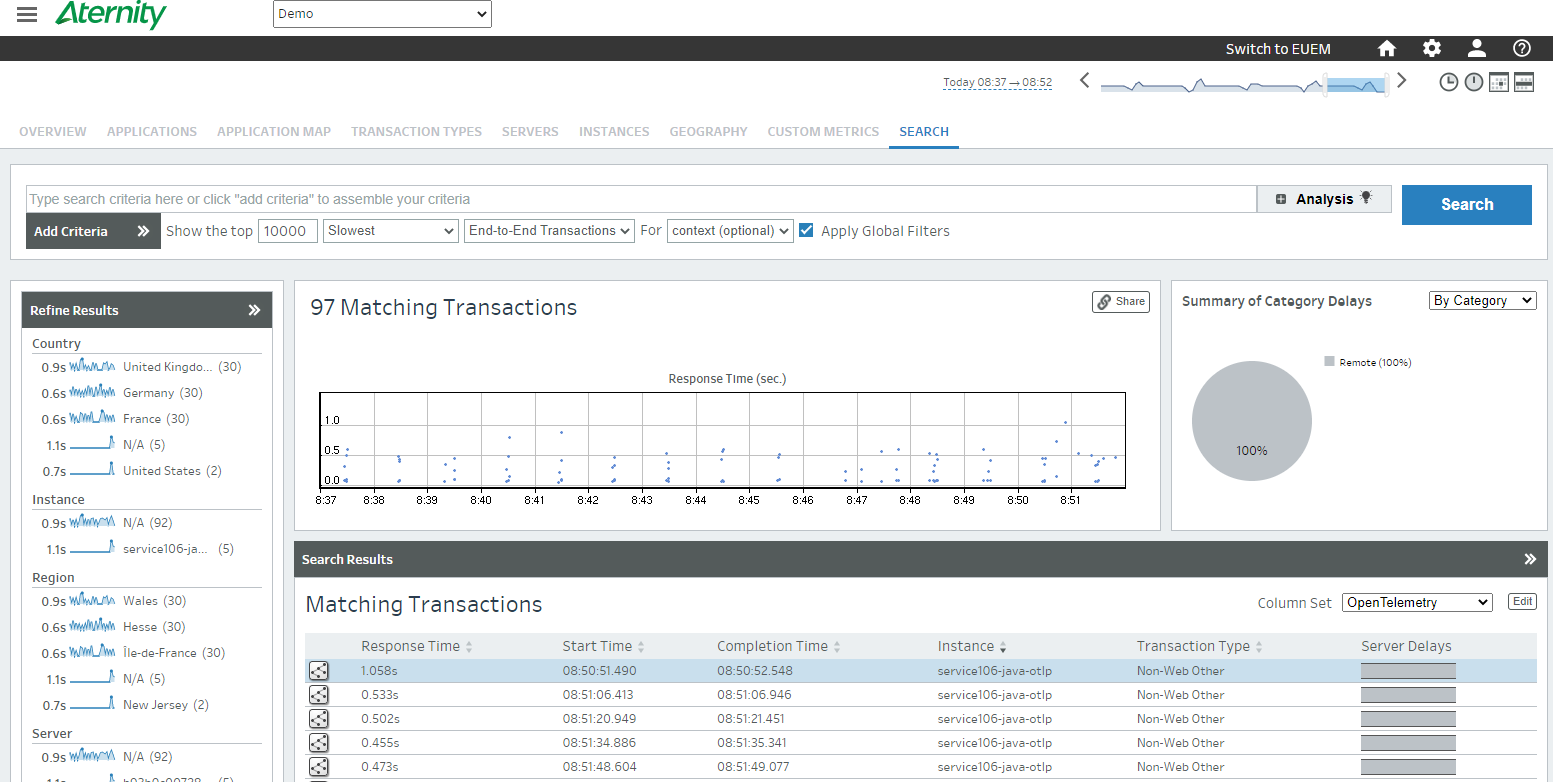 Aternity
Demo
Switch to EUEM
Today 08:37 → 08:52
OVERVIEW APPLICATIONS APPLICATION MAP TRANSACTION TYPES SERVERS INSTANCES GEOGRAPHY CUSTOM METRICS SEARCH
Type search criteria here or click "add criteria" to assemble your criteria
Analysis
Search
Add Criteria Show the top 10000 Slowest End-to-End Transactions For context (optional) Apply Global Filters
Refine Results
Country
0.9s United Kingdo... (30)
0.6s Germany (30)
0.6s France (30)
1.1s N/A (5)
0.7s United States (2)
Instance
0.9s N/A (92)
1.1s service106-ja... (5)
Region
0.9s Wales (30)
0.6s Hesse (30)
0.6s Île-de-France (30)
1.1s N/A (5)
0.7s New Jersey (2)
Server
0.9s N/A (92)
97 Matching Transactions
Share
Response Time (sec.)
1.0
0.5
0.0
8:37 8:38 8:39 8:40 8:41 8:42 8:43 8:44 8:45 8:46 8:47 8:48 8:49 8:50 8:51
Summary of Category Delays By Category
Remote (100%)
100%
Search Results
Matching Transactions
Column Set OpenTelemetry Edit
Response Time Start Time Completion Time Instance Transaction Type Server Delays
1.058s 08:50:51.490 08:50:52.548 service106-java-otlp Non-Web Other
0.533s 08:51:06.413 08:51:06.946 service106-java-otlp Non-Web Other
0.502s 08:51:20.949 08:51:21.451 service106-java-otlp Non-Web Other
0.455s 08:51:34.886 08:51:35.341 service106-java-otlp Non-Web Other
0.473s 08:51:48.604 08:51:49.077 service106-java-otlp Non-Web Other